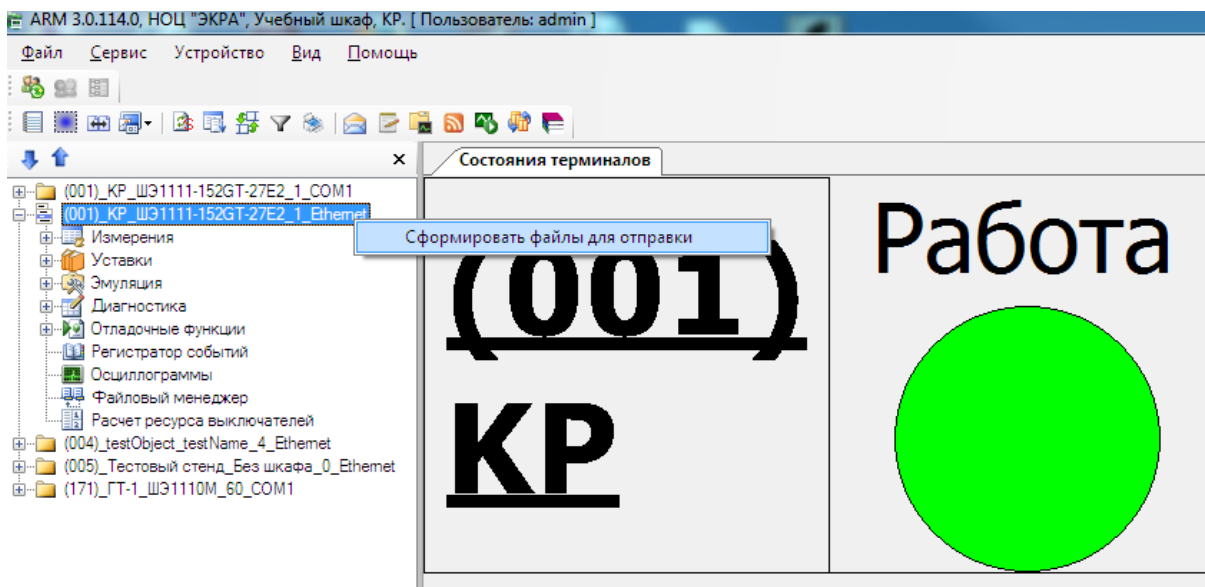 ARM 3.0.114.0, НОЦ "ЭКРА", Учебный шкаф, КР. [ Пользователь: admin ]
Файл Сервис Устройство Вид Помощь
Состояния терминалов
(001)_КР_ШЭ1111-152GT-27E2_1_COM1
(001)_КР_ШЭ1111-152GT-27E2_1_Ethernet
Сформировать файлы для отправки
Измерения
Уставки
Эмуляция
Диагностика
Отладочные функции
Регистратор событий
Осциллограммы
Файловый менеджер
Расчет ресурса выключателей
(004)_testObject_testName_4_Ethernet
(005)_Тестовый стенд_Без шкафа_0_Ethernet
(171)_ГТ-1_ШЭ1110М_60_COM1
(001)
КР
Работа